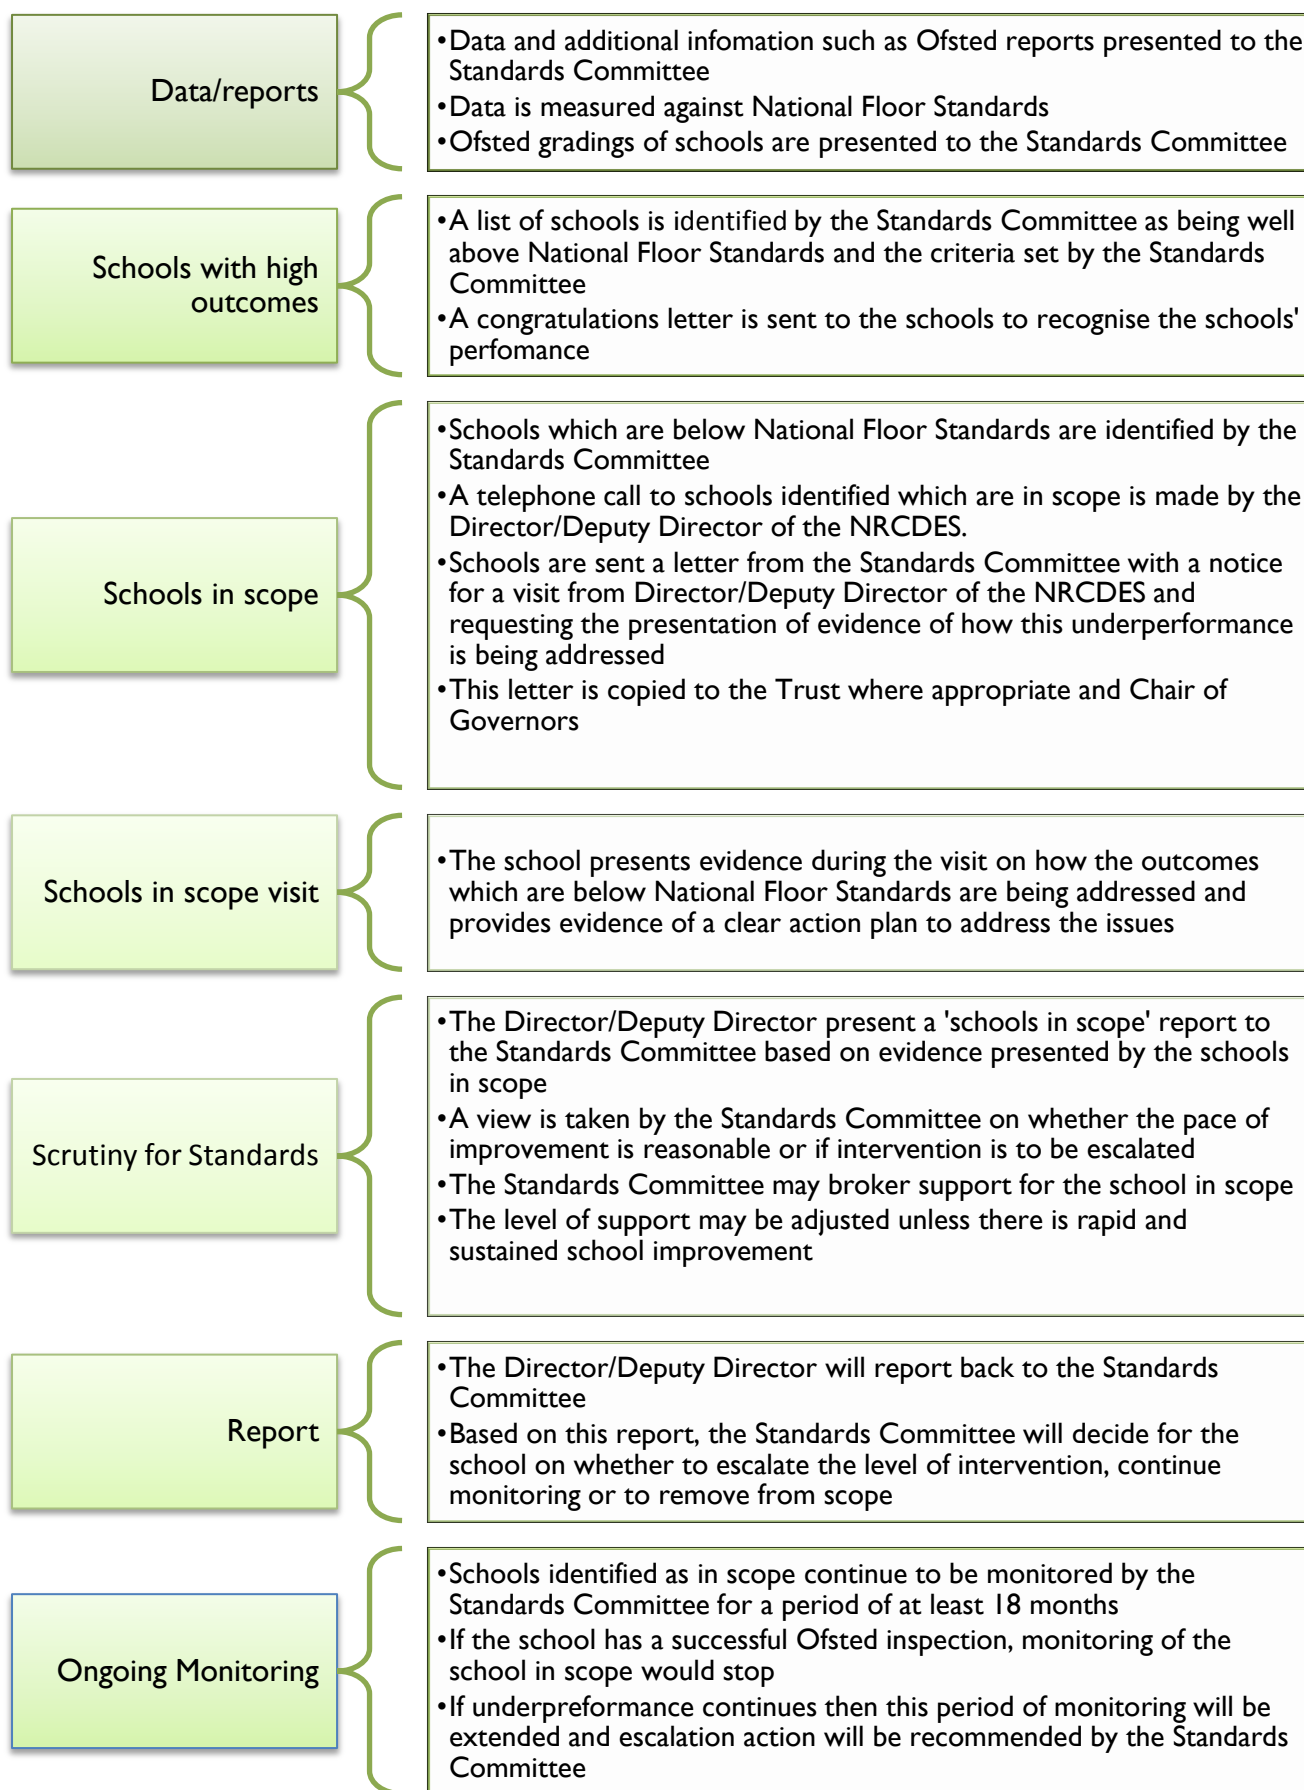 Data/reports
•Data and additional infomation such as Ofsted reports presented to the
Standards Committee
•Data is measured against National Floor Standards
•Ofsted gradings of schools are presented to the Standards Committee
Schools with high
outcomes
•A list of schools is identified by the Standards Committee as being well
above National Floor Standards and the criteria set by the Standards
Committee
•A congratulations letter is sent to the schools to recognise the schools'
perfomance
Schools in scope
•Schools which are below National Floor Standards are identified by the
Standards Committee
•A telephone call to schools identified which are in scope is made by the
Director/Deputy Director of the NRCDES.
•Schools are sent a letter from the Standards Committee with a notice
for a visit from Director/Deputy Director of the NRCDES and
requesting the presentation of evidence of how this underperformance
is being addressed
•This letter is copied to the Trust where appropriate and Chair of
Governors
Schools in scope visit
•The school presents evidence during the visit on how the outcomes
which are below National Floor Standards are being addressed and
provides evidence of a clear action plan to address the issues
Scrutiny for Standards
•The Director/Deputy Director present a 'schools in scope' report to
the Standards Committee based on evidence presented by the schools
in scope
•A view is taken by the Standards Committee on whether the pace of
improvement is reasonable or if intervention is to be escalated
•The Standards Committee may broker support for the school in scope
•The level of support may be adjusted unless there is rapid and
sustained school improvement
Report
•The Director/Deputy Director will report back to the Standards
Committee
•Based on this report, the Standards Committee will decide for the
school on whether to escalate the level of intervention, continue
monitoring or to remove from scope
Ongoing Monitoring
•Schools identified as in scope continue to be monitored by the
Standards Committee for a period of at least 18 months
•If the school has a successful Ofsted inspection, monitoring of the
school in scope would stop
•If underpreformance continues then this period of monitoring will be
extended and escalation action will be recommended by the Standards
Committee